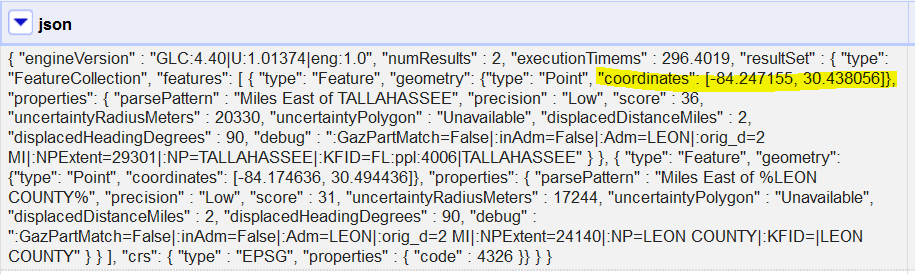 json
{ "engineVersion" : "GLC:4.40|U:1.01374|eng:1.0", "numResults" : 2, "executionTimems" : 296.4019, "resultSet" : { "type":
"FeatureCollection", "features": [ { "type": "Feature", "geometry": {"type": "Point", "coordinates": [-84.247155, 30.438056]},
"properties": { "parsePattern" : "Miles East of TALLAHASSEE", "precision" : "Low", "score" : 36,
"uncertaintyRadiusMeters" : 20330, "uncertaintyPolygon" : "Unavailable", "displacedDistanceMiles" : 2,
"displacedHeadingDegrees" : 90, "debug" : ":GazPartMatch=False|:inAdm=False|:Adm=LEON|:orig_d=2
MI|:NPExtent=29301|:NP=TALLAHASSEE|:KFID=FL:ppl:4006|TALLAHASSEE" } }, { "type": "Feature", "geometry":
{"type": "Point", "coordinates": [-84.174636, 30.494436]}, "properties": { "parsePattern" : "Miles East of %LEON
COUNTY%", "precision" : "Low", "score" : 31, "uncertaintyRadiusMeters" : 17244, "uncertaintyPolygon" : "Unavailable",
"displacedDistanceMiles" : 2, "displacedHeadingDegrees" : 90, "debug" :
":GazPartMatch=False|:inAdm=False|:Adm=LEON|:orig_d=2 MI|:NPExtent=24140|:NP=LEON COUNTY|:KFID=|LEON
COUNTY" } } ], "crs": { "type" : "EPSG", "properties" : { "code" : 4326 }} } }